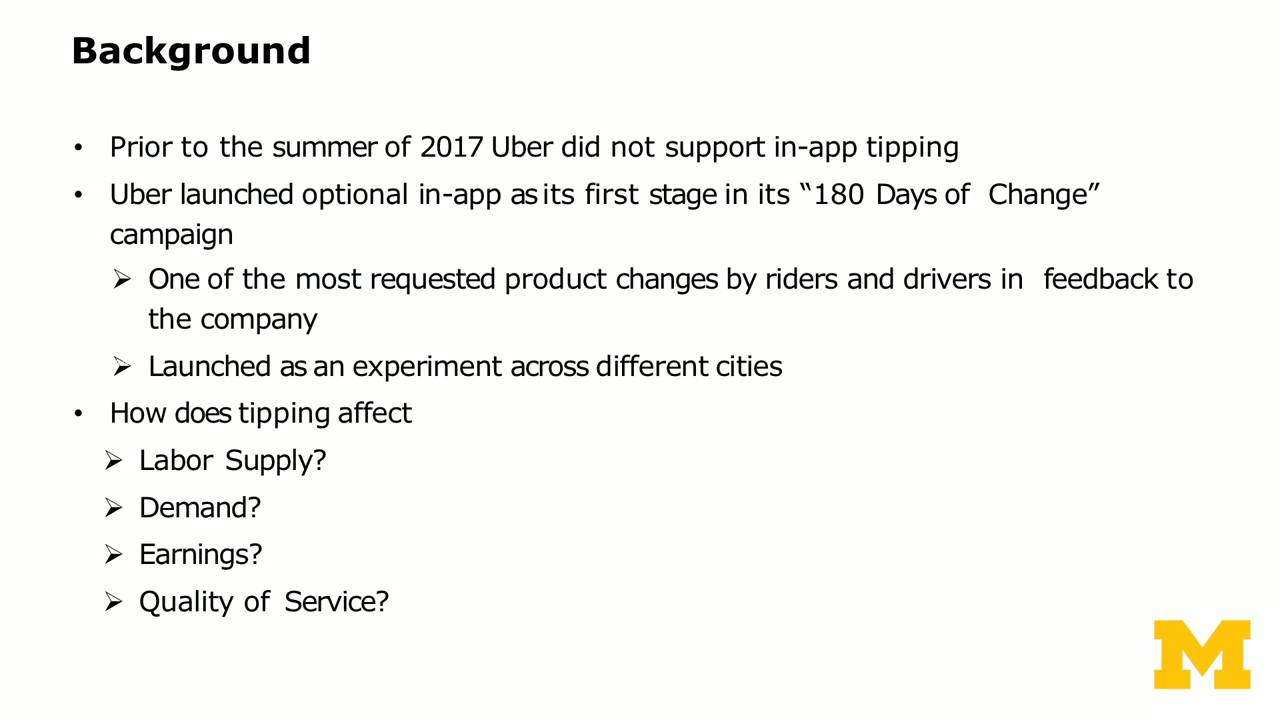 Background
• Prior to the summer of 2017 Uber did not support in-app tipping
• Uber launched optional in-app as its first stage in its “180 Days of Change”
campaign
➢ One of the most requested product changes by riders and drivers in feedback to
the company
➢ Launched as an experiment across different cities
• How does tipping affect
➢ Labor Supply?
➢ Demand?
➢ Earnings?
➢ Quality of Service?
M